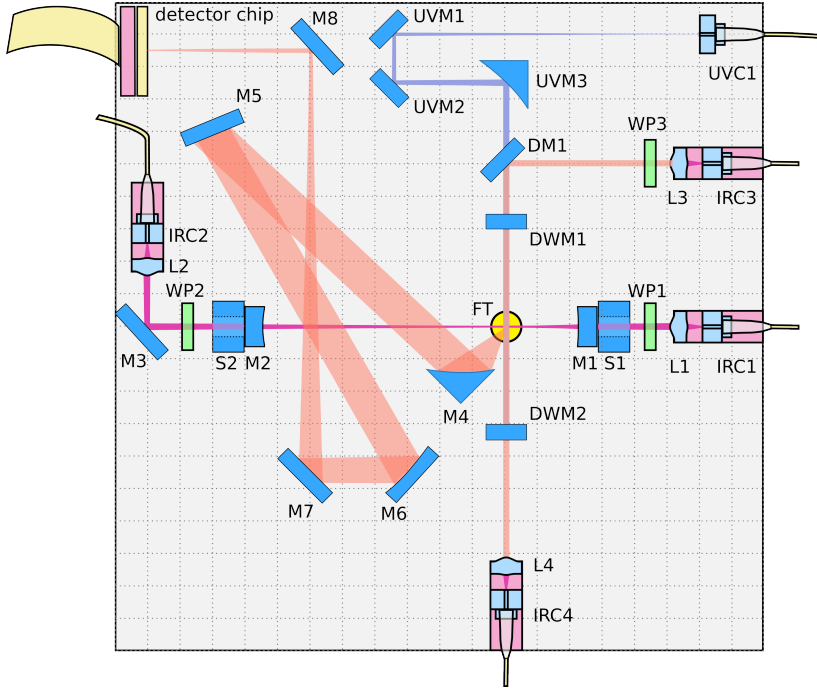 detector chip
M8
UVM1
UVC1
UVM3
UVM2
M5
DM1
WP3
L3
IRC3
IRC2
DWM1
L2
WP2
FT
WP1
M3
S2
M2
M1
S1
L1
IRC1
M4
DWM2
M7
M6
L4
IRC4